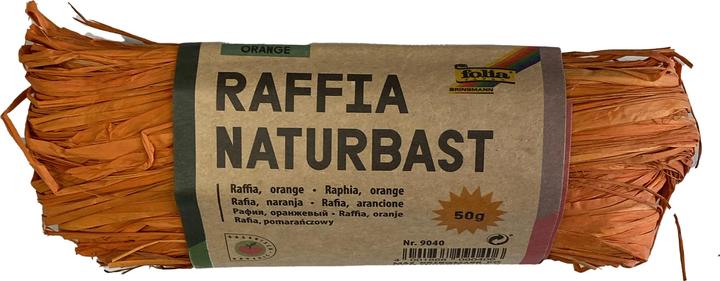 ORANGE
RAFFIA
NATURBAST
folia
BRINGMANN
Raffia, orange • Raphia, orange
Rafia, naranja • Rafia, arancione
Рафия, оранжевый • Raffia, oranje
Rafia, pomarańczowy
50g
Nr. 9040